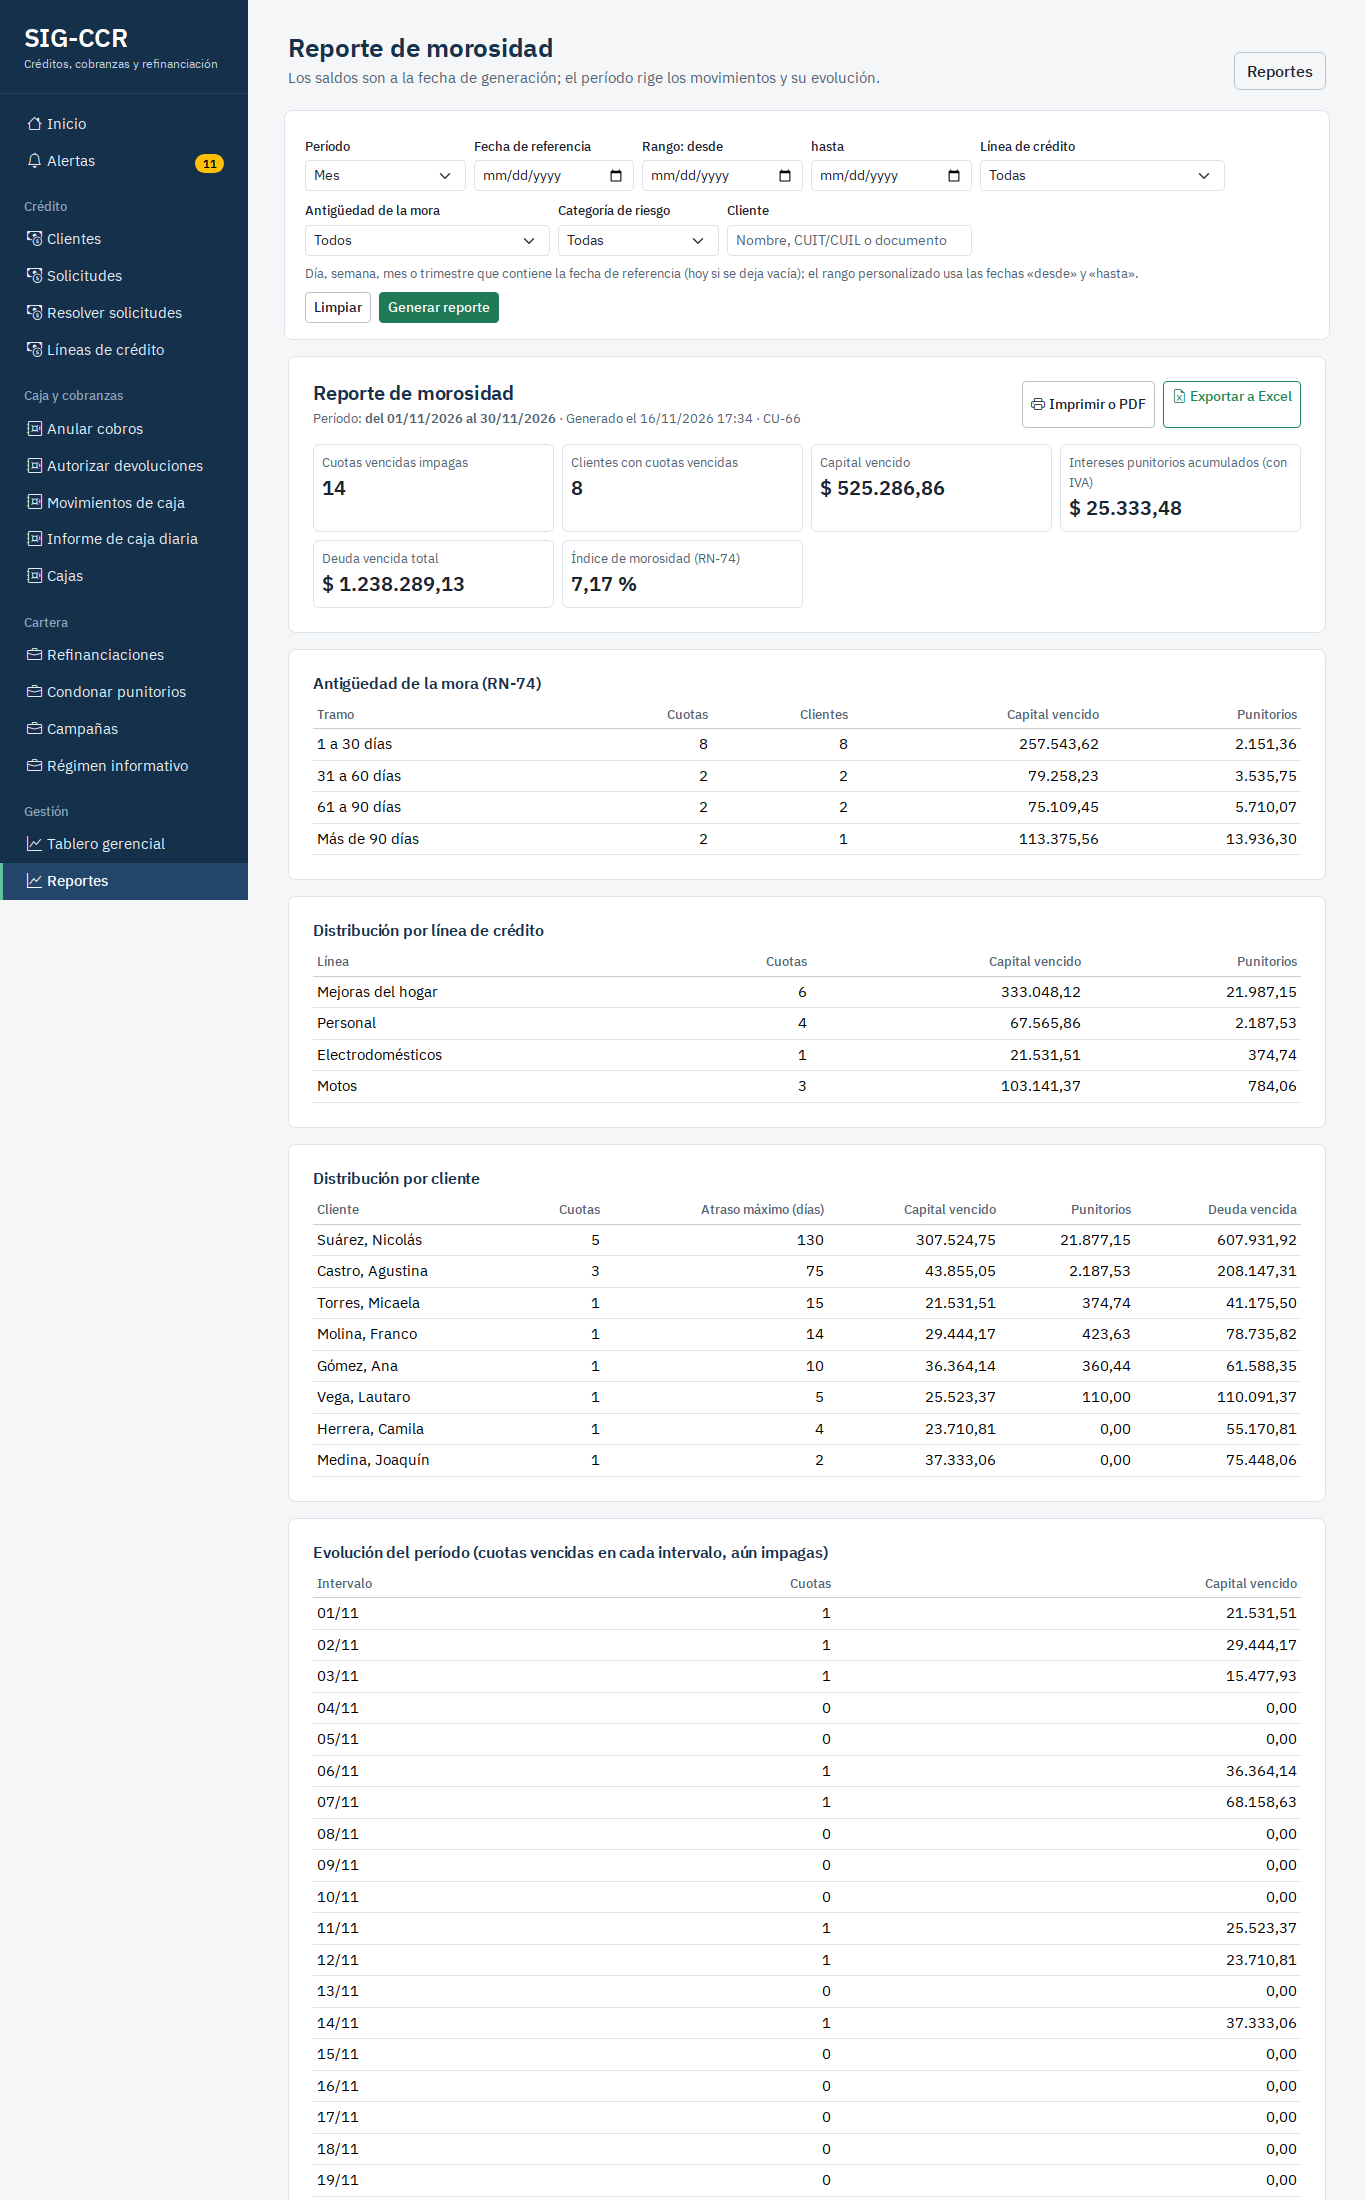 SIG-CCR
Créditos, cobranzas y refinanciación
Inicio
Alertas 11
Crédito
Clientes
Solicitudes
Resolver solicitudes
Líneas de crédito
Caja y cobranzas
Anular cobros
Autorizar devoluciones
Movimientos de caja
Informe de caja diaria
Cajas
Cartera
Refinanciaciones
Condonar punitorios
Campañas
Régimen informativo
Gestión
Tablero gerencial
Reportes
Reporte de morosidad
Los saldos son a la fecha de generación; el período rige los movimientos y su evolución.
Reportes
Período Fecha de referencia Rango: desde hasta Línea de crédito
Mes mm/dd/yyyy mm/dd/yyyy mm/dd/yyyy Todas
Antigüedad de la mora Categoría de riesgo Cliente
Todos Todas Nombre, CUIT/CUIL o documento
Día, semana, mes o trimestre que contiene la fecha de referencia (hoy si se deja vacía); el rango personalizado usa las fechas «desde» y «hasta».
Limpiar Generar reporte
Reporte de morosidad
Período: del 01/11/2026 al 30/11/2026 · Generado el 16/11/2026 17:34 · CU-66
Imprimir o PDF Exportar a Excel
Cuotas vencidas impagas
14
Clientes con cuotas vencidas
8
Capital vencido
$ 525.286,86
Intereses punitorios acumulados (con
IVA)
$ 25.333,48
Deuda vencida total
$ 1.238.289,13
Índice de morosidad (RN-74)
7,17 %
Antigüedad de la mora (RN-74)
Tramo Cuotas Clientes Capital vencido Punitorios
1 a 30 días 8 8 257.543,62 2.151,36
31 a 60 días 2 2 79.258,23 3.535,75
61 a 90 días 2 2 75.109,45 5.710,07
Más de 90 días 2 1 113.375,56 13.936,30
Distribución por línea de crédito
Línea Cuotas Capital vencido Punitorios
Mejoras del hogar 6 333.048,12 21.987,15
Personal 4 67.565,86 2.187,53
Electrodomésticos 1 21.531,51 374,74
Motos 3 103.141,37 784,06
Distribución por cliente
Cliente Cuotas Atraso máximo (días) Capital vencido Punitorios Deuda vencida
Suárez, Nicolás 5 130 307.524,75 21.877,15 607.931,92
Castro, Agustina 3 75 43.855,05 2.187,53 208.147,31
Torres, Micaela 1 15 21.531,51 374,74 41.175,50
Molina, Franco 1 14 29.444,17 423,63 78.735,82
Gómez, Ana 1 10 36.364,14 360,44 61.588,35
Vega, Lautaro 1 5 25.523,37 110,00 110.091,37
Herrera, Camila 1 4 23.710,81 0,00 55.170,81
Medina, Joaquín 1 2 37.333,06 0,00 75.448,06
Evolución del período (cuotas vencidas en cada intervalo, aún impagas)
Intervalo Cuotas Capital vencido
01/11 1 21.531,51
02/11 1 29.444,17
03/11 1 15.477,93
04/11 0 0,00
05/11 0 0,00
06/11 1 36.364,14
07/11 1 68.158,63
08/11 0 0,00
09/11 0 0,00
10/11 0 0,00
11/11 1 25.523,37
12/11 1 23.710,81
13/11 0 0,00
14/11 1 37.333,06
15/11 0 0,00
16/11 0 0,00
17/11 0 0,00
18/11 0 0,00
19/11 0 0,00